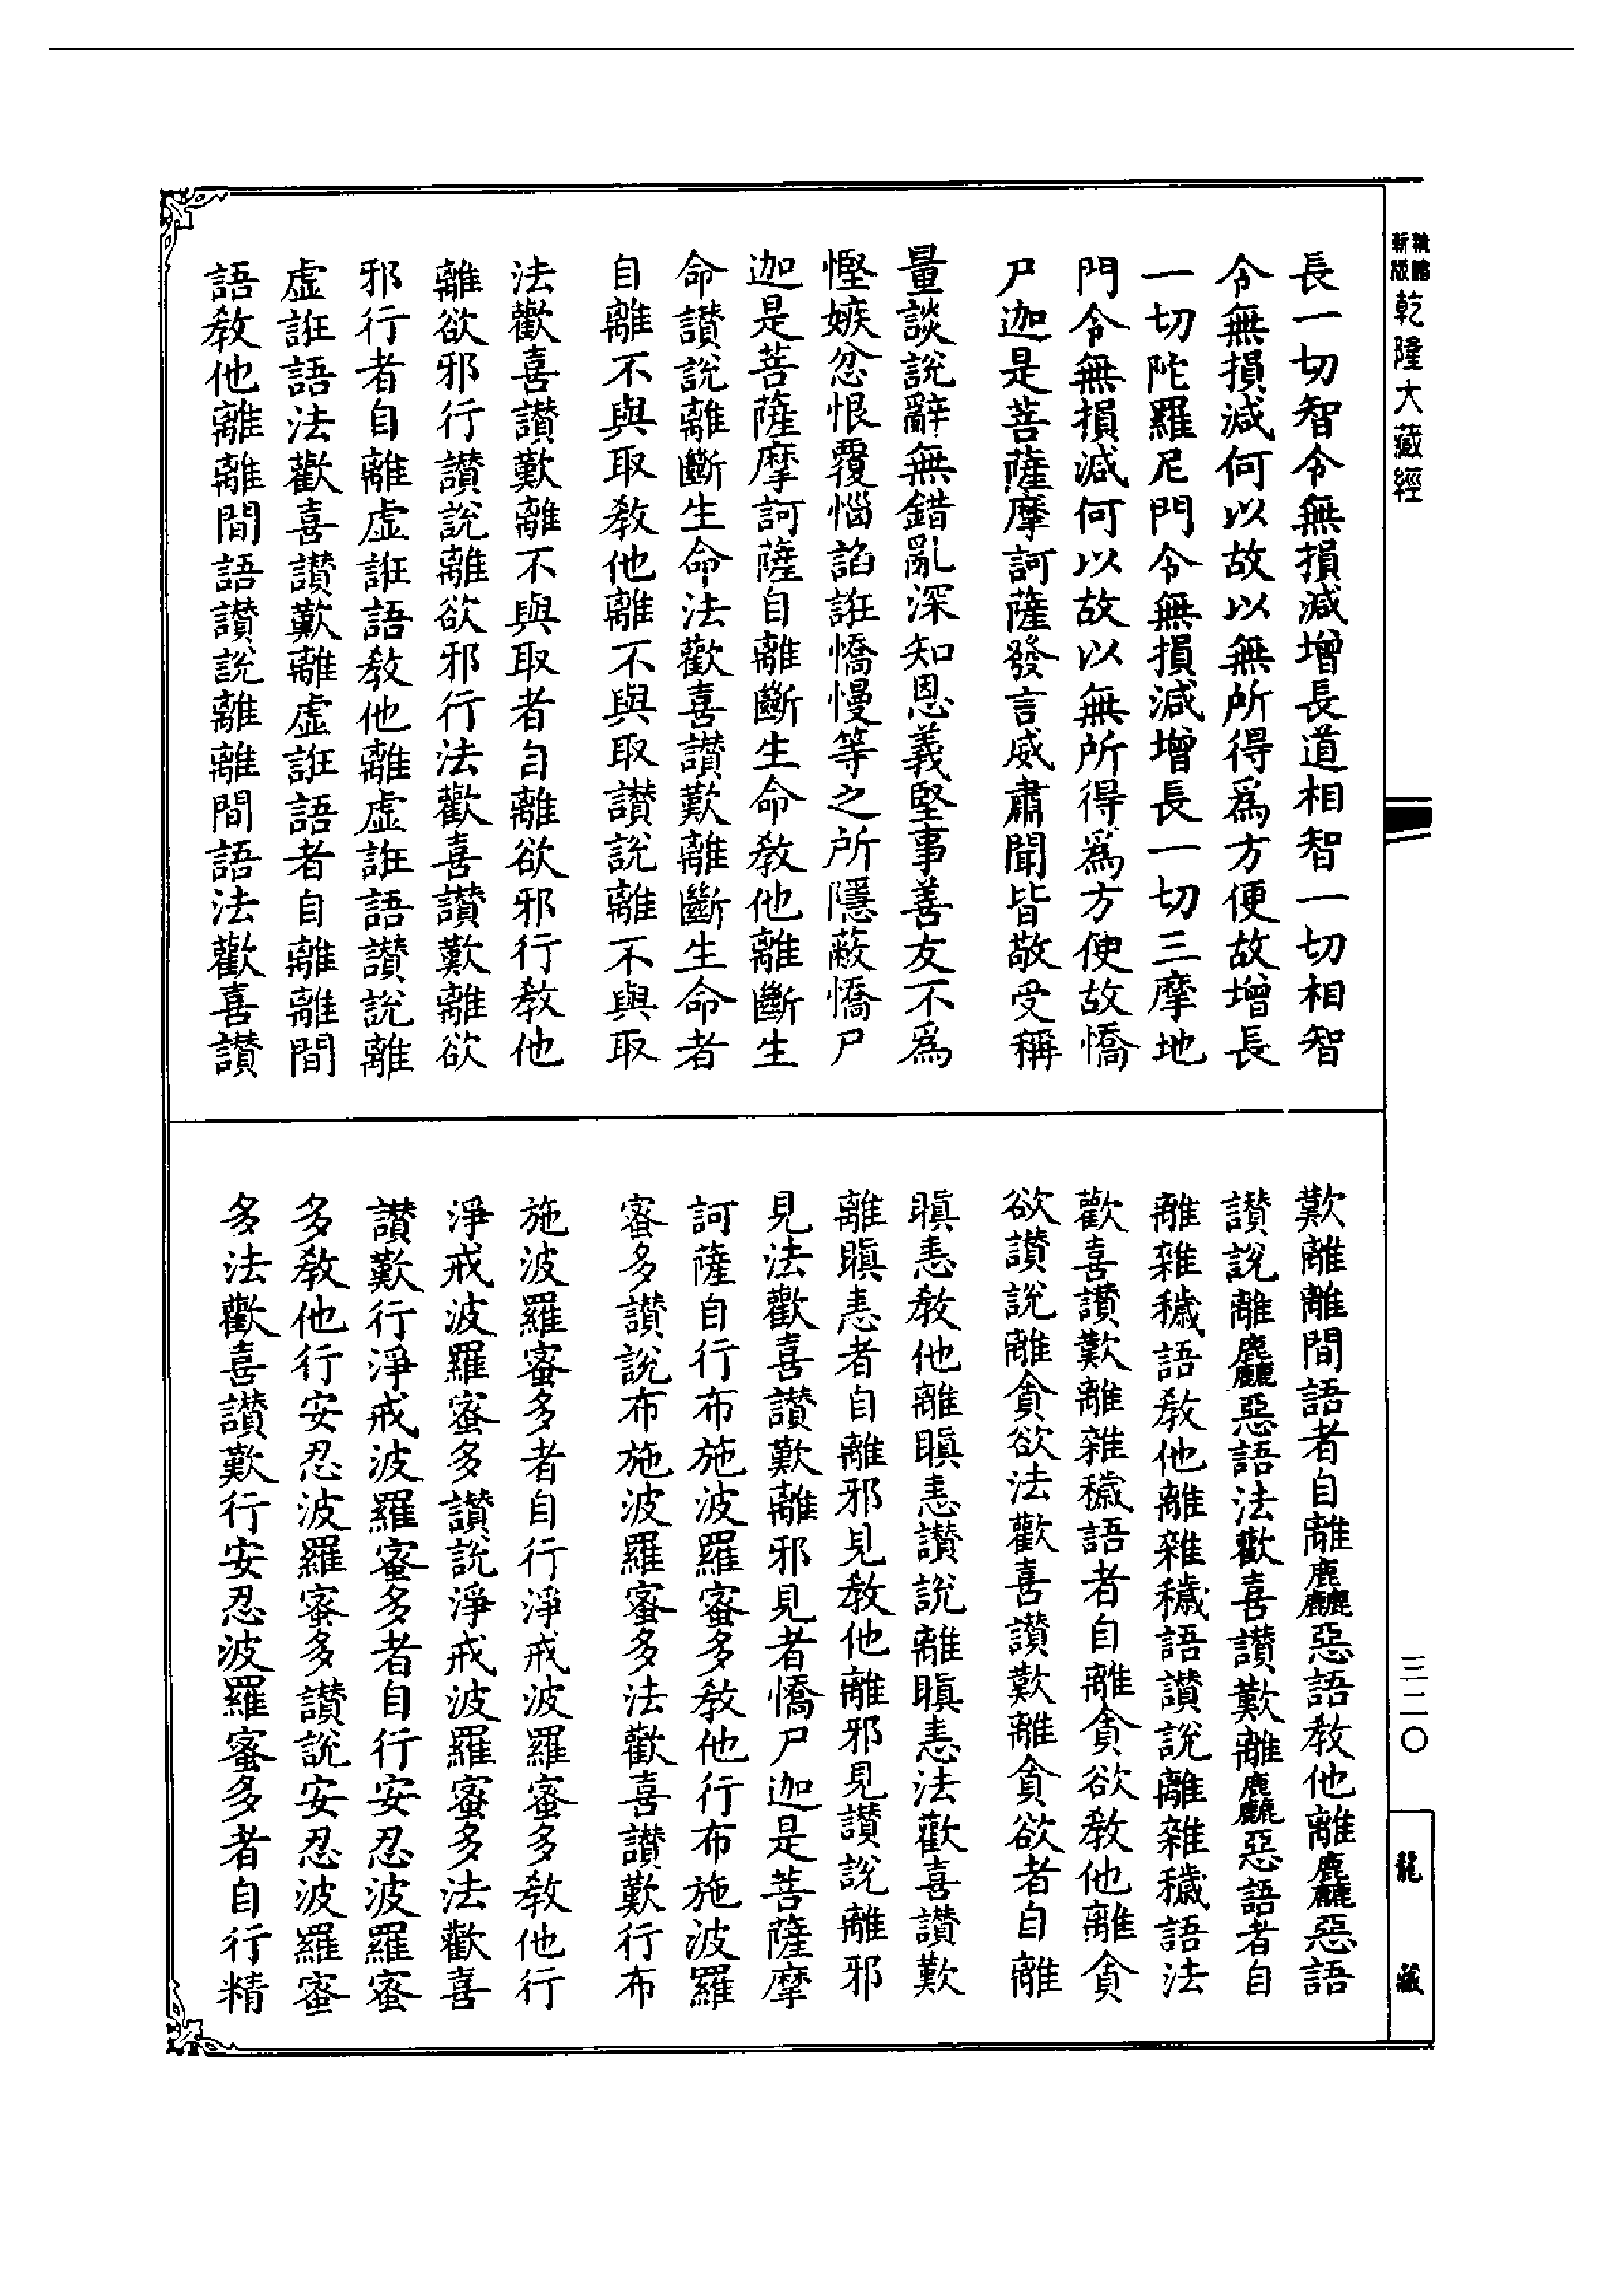 新版
乾隆大藏經
長一切智令無損減增長道相智一切相智
令無損減何以故以無所得爲方便故增長
一切陀羅尼門令無損減增長一切三摩地
門令無損減何以故以無所得爲方便故憍
尸迦是菩薩摩訶薩發言威肅聞皆敬受稱
量談說辭無錯亂深知恩義堅事善友不爲
慳嫉忿恨覆惱諂誑憍慢等之所隱蔽憍尸
迦是菩薩摩訶薩自離斷生命教他離斷生
命讚說離斷生命法歡喜讚歎離斷生命者
自離不與取教他離不與取讚說離不與取
法歡喜讚歎離不與取者自離欲邪行教他
離欲邪行讚說離欲邪行法歡喜讚歎離欲
邪行者自離虛誑語教他離虛誑語讚說離
虛誑語法歡喜讚歎離虛誑語者自離離間
語教他離離間語讚說離離間語法歡喜讚
歎離離間語者自離麤惡語教他離麤惡語
讚說離麤惡語法歡喜讚歎離麤惡語者自
離雜穢語教他離雜穢語讚說離雜穢語法
歡喜讚歎離雜穢語者自離貪欲教他離貪
欲讚說離貪欲法歡喜讚歎離貪欲者自離
瞋恚教他離瞋恚讚說離瞋恚法歡喜讚歎
離瞋恚者自離邪見教他離邪見讚說離邪
見法歡喜讚歎離邪見者憍尸迦是菩薩摩
訶薩自行布施波羅蜜多教他行布施波羅
蜜多讚說布施波羅蜜多法歡喜讚歎行布
施波羅蜜多者自行淨戒波羅蜜多教他行
淨戒波羅蜜多讚說淨戒波羅蜜多法歡喜
讚歎行淨戒波羅蜜多者自行安忍波羅蜜
多教他行安忍波羅蜜多讚說安忍波羅蜜
多法歡喜讚歎行安忍波羅蜜多者自行精
三二〇
龍藏